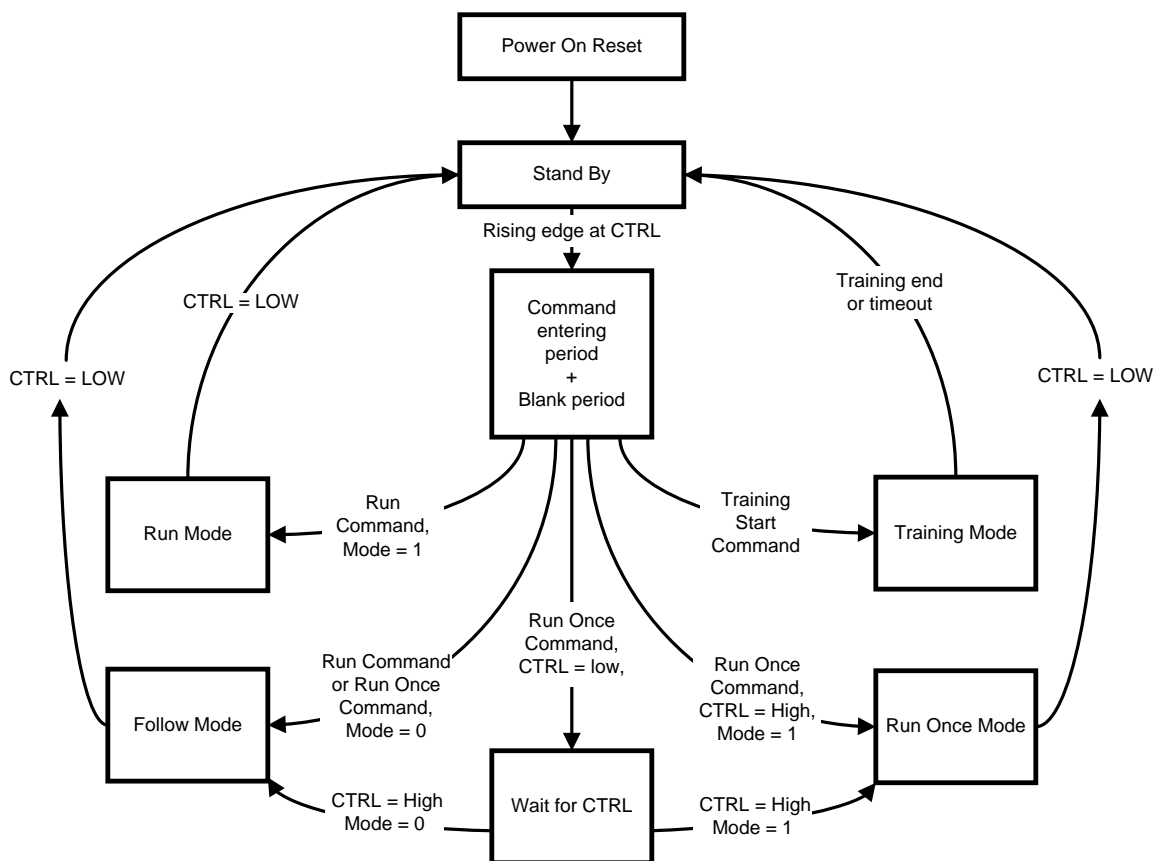 Power On Reset
Stand By
Rising edge at CTRL
Command
entering
period
+
Blank period
CTRL = LOW
Training end
or timeout
CTRL = LOW
CTRL = LOW
Run Mode
Run
Command,
Mode = 1
Training
Start
Command
Training Mode
Follow Mode
Run Command
or Run Once
Command,
Mode = 0
Run Once
Command,
CTRL = low,
Run Once
Command,
CTRL = High,
Mode = 1
Run Once Mode
CTRL = High
Mode = 0
Wait for CTRL
CTRL = High
Mode = 1